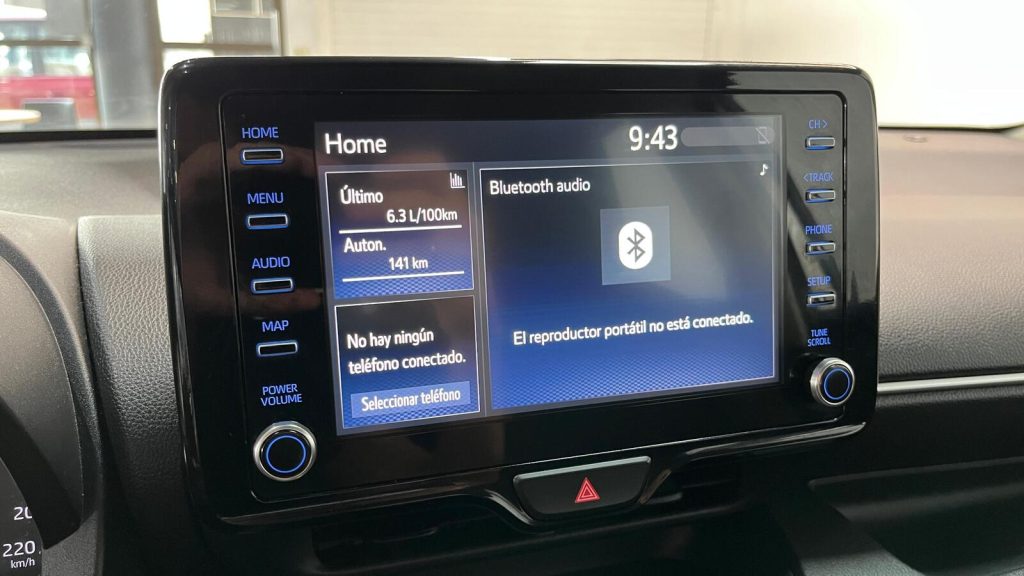 HOME
MENU
AUDIO
MAP
POWER
VOLUME
Home
9:43
Último
6.3 L/100km
Auton.
141 km
No hay ningún
teléfono conectado.
Seleccionar teléfono
Bluetooth audio
El reproductor portátil no está conectado.
CH >
< TRACK
PHONE
SETUP
TUNE
SCROLL
220
km/h